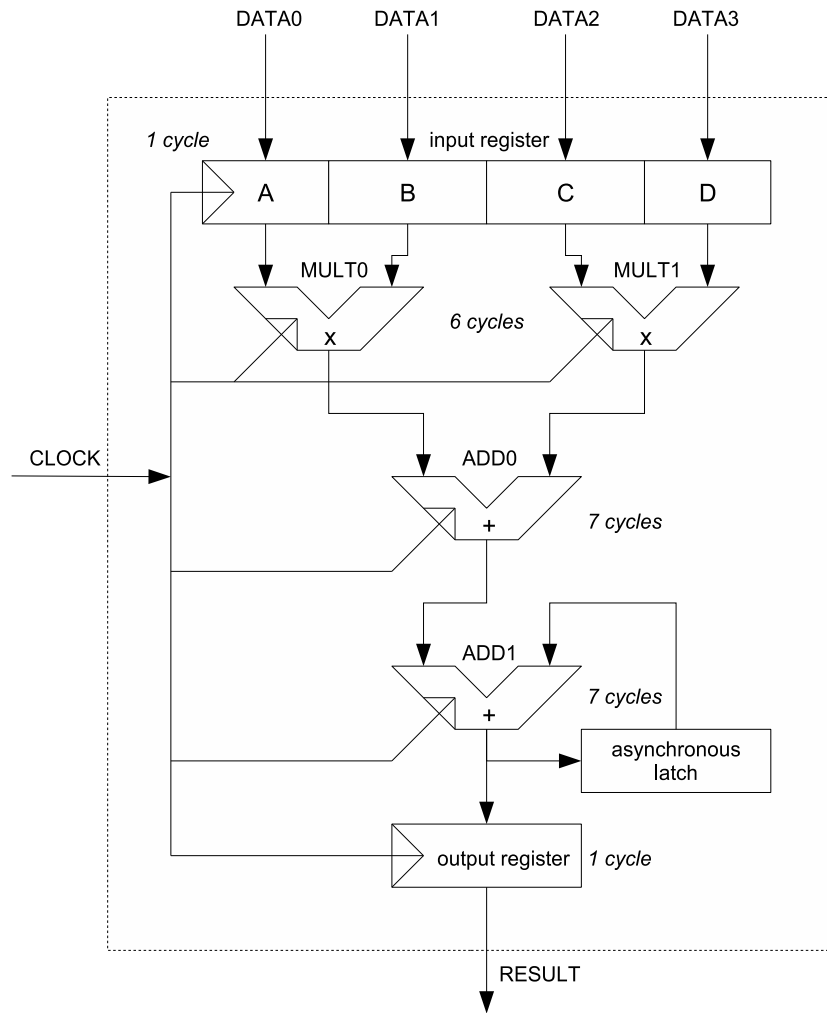 DATA0 DATA1 DATA2 DATA3
1 cycle input register
A B C D
MULT0 MULT1
6 cycles
x x
CLOCK ADD0
+ 7 cycles
ADD1
+ 7 cycles
asynchronous
latch
output register 1 cycle
RESULT